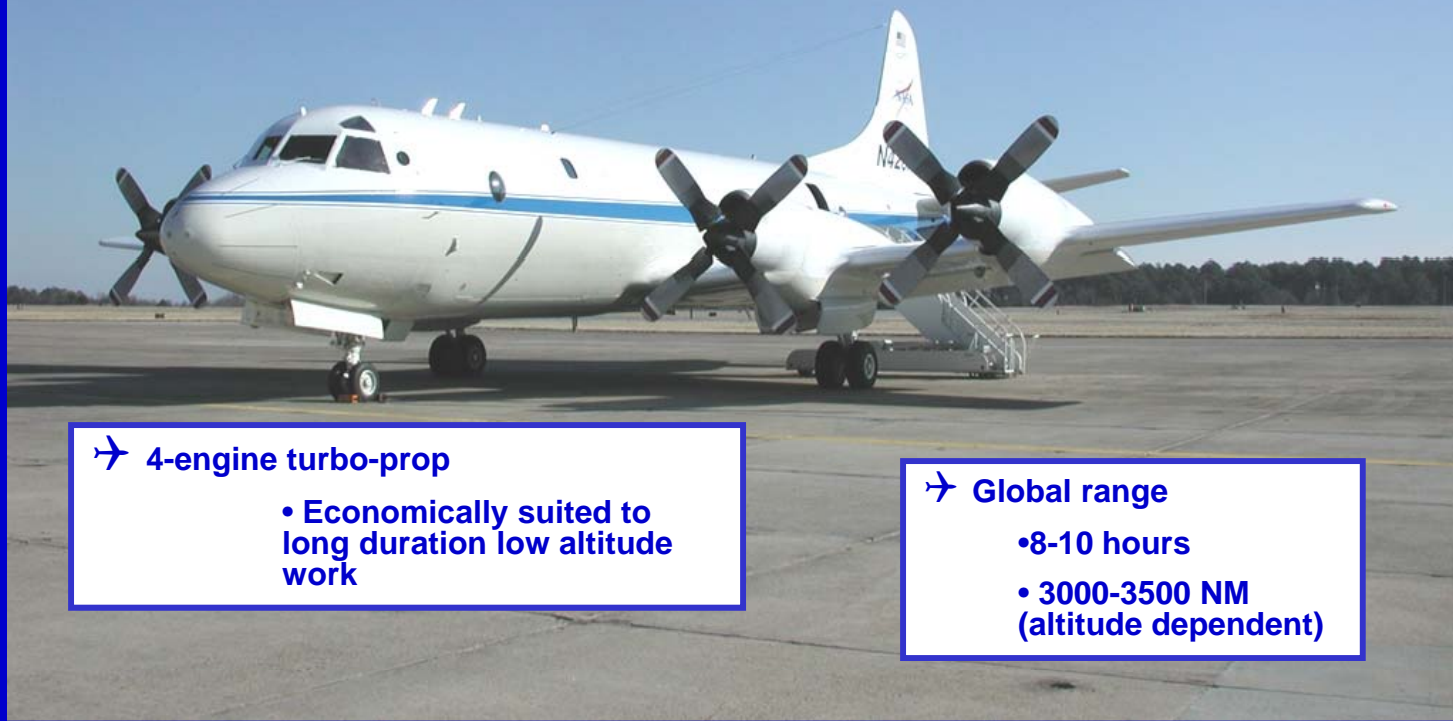 ✈ 4-engine turbo-prop
• Economically suited to
long duration low altitude
work
✈ Global range
•8-10 hours
• 3000-3500 NM
(altitude dependent)